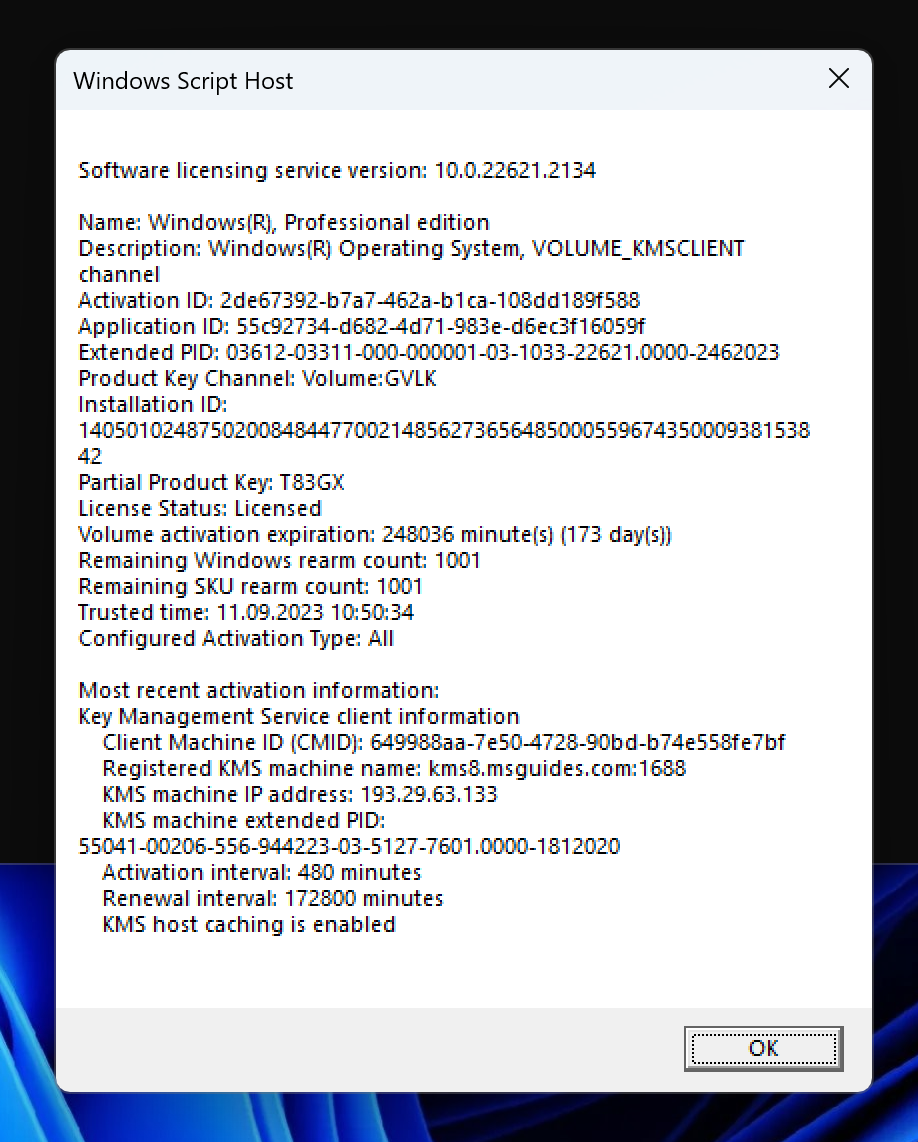 Windows Script Host
Software licensing service version: 10.0.22621.2134
Name: Windows(R), Professional edition
Description: Windows(R) Operating System, VOLUME_KMSCLIENT
channel
Activation ID: 2de67392-b7a7-462a-b1ca-108dd189f588
Application ID: 55c92734-d682-4d71-983e-d6ec3f16059f
Extended PID: 03612-03311-000-000001-03-1033-22621.0000-2462023
Product Key Channel: Volume:GVLK
Installation ID:
1405010248750200848447700214856273656485000559674350009381538
42
Partial Product Key: T83GX
License Status: Licensed
Volume activation expiration: 248036 minute(s) (173 day(s))
Remaining Windows rearm count: 1001
Remaining SKU rearm count: 1001
Trusted time: 11.09.2023 10:50:34
Configured Activation Type: All
Most recent activation information:
Key Management Service client information
Client Machine ID (CMID): 649988aa-7e50-4728-90bd-b74e558fe7bf
Registered KMS machine name: kms8.msguides.com:1688
KMS machine IP address: 193.29.63.133
KMS machine extended PID:
55041-00206-556-944223-03-5127-7601.0000-1812020
Activation interval: 480 minutes
Renewal interval: 172800 minutes
KMS host caching is enabled
OK